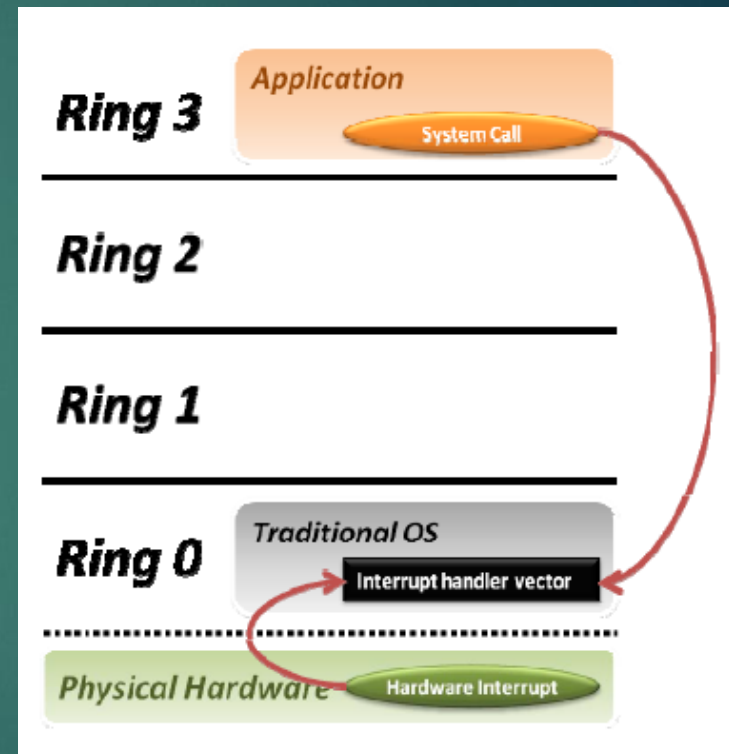 Application
Ring 3
System Call
Ring 2
Ring 1
Traditional OS
Ring 0
Interrupt handler vector
Physical Hardware
Hardware Interrupt